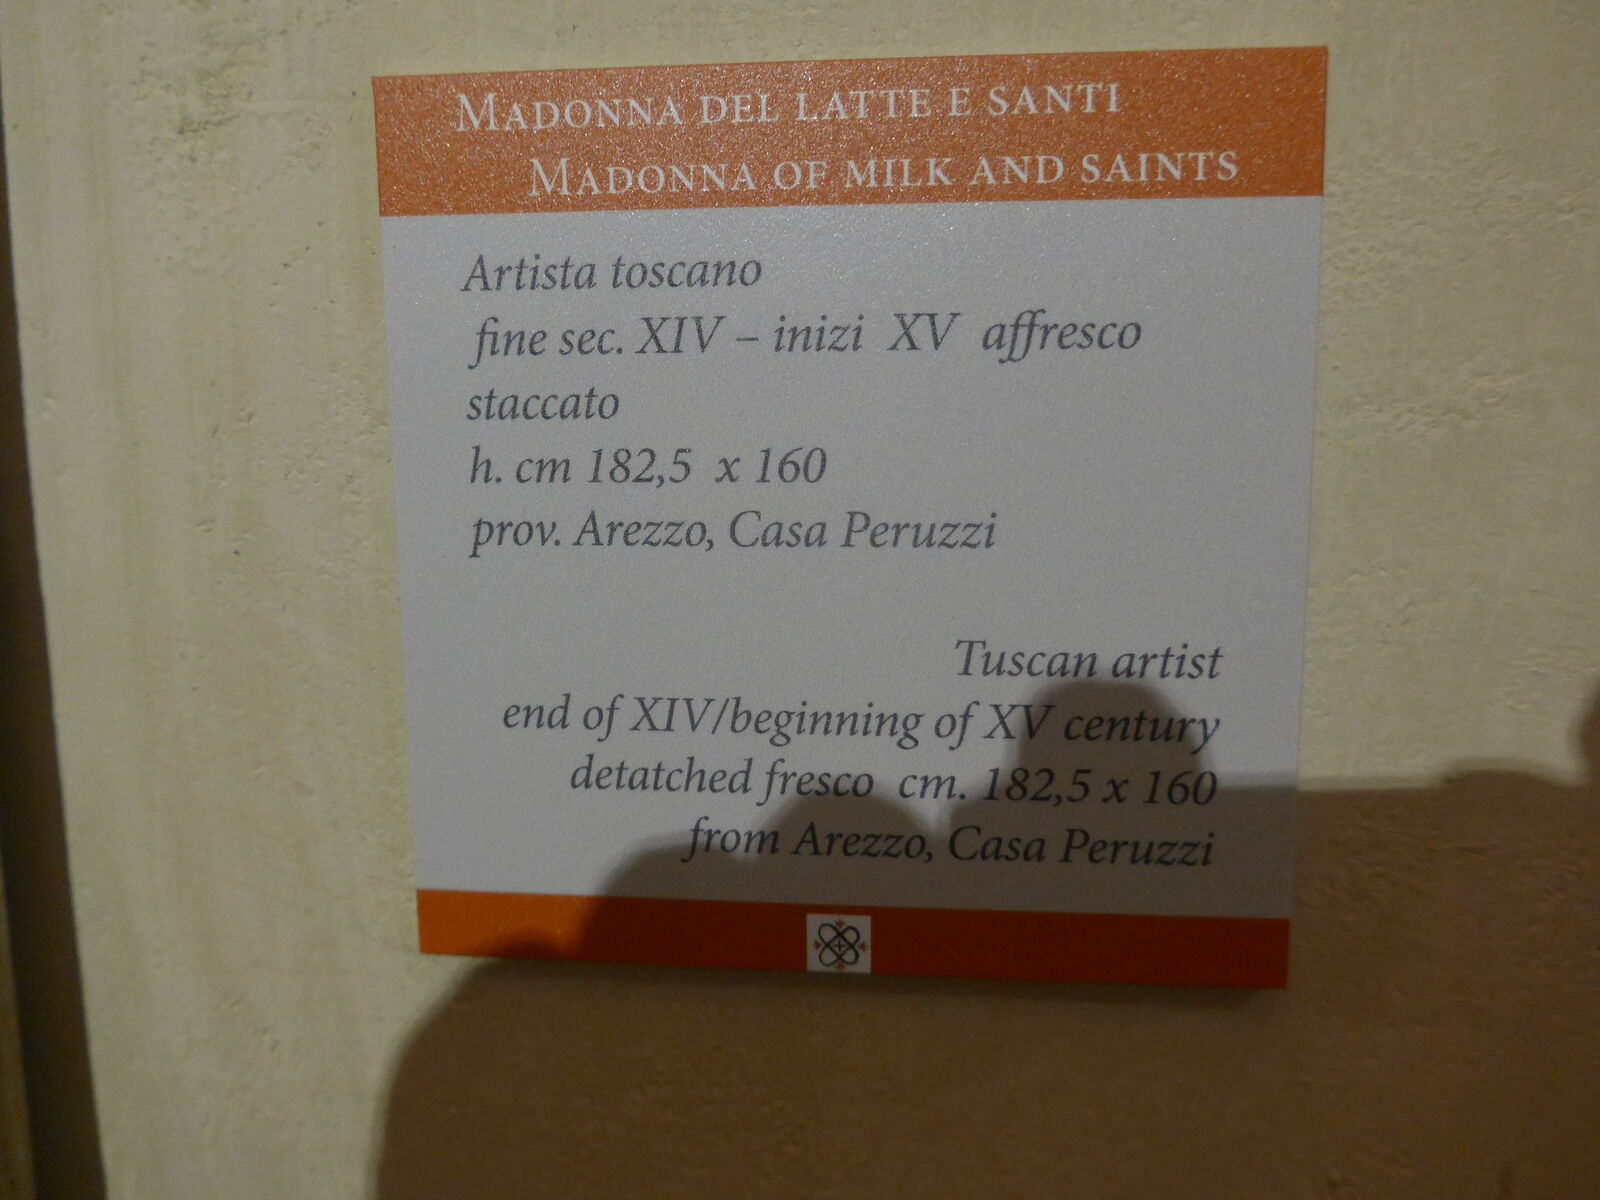 MADONNA DEL LATTE E SANTI
MADONNA OF MILK AND SAINTS
Artista toscano
fine sec. XIV – inizi XV affresco
staccato
h. cm 182,5 x 160
prov. Arezzo, Casa Peruzzi
Tuscan artist
end of XIV/beginning of XV century
detatched fresco cm. 182,5 x 160
from Arezzo, Casa Peruzzi